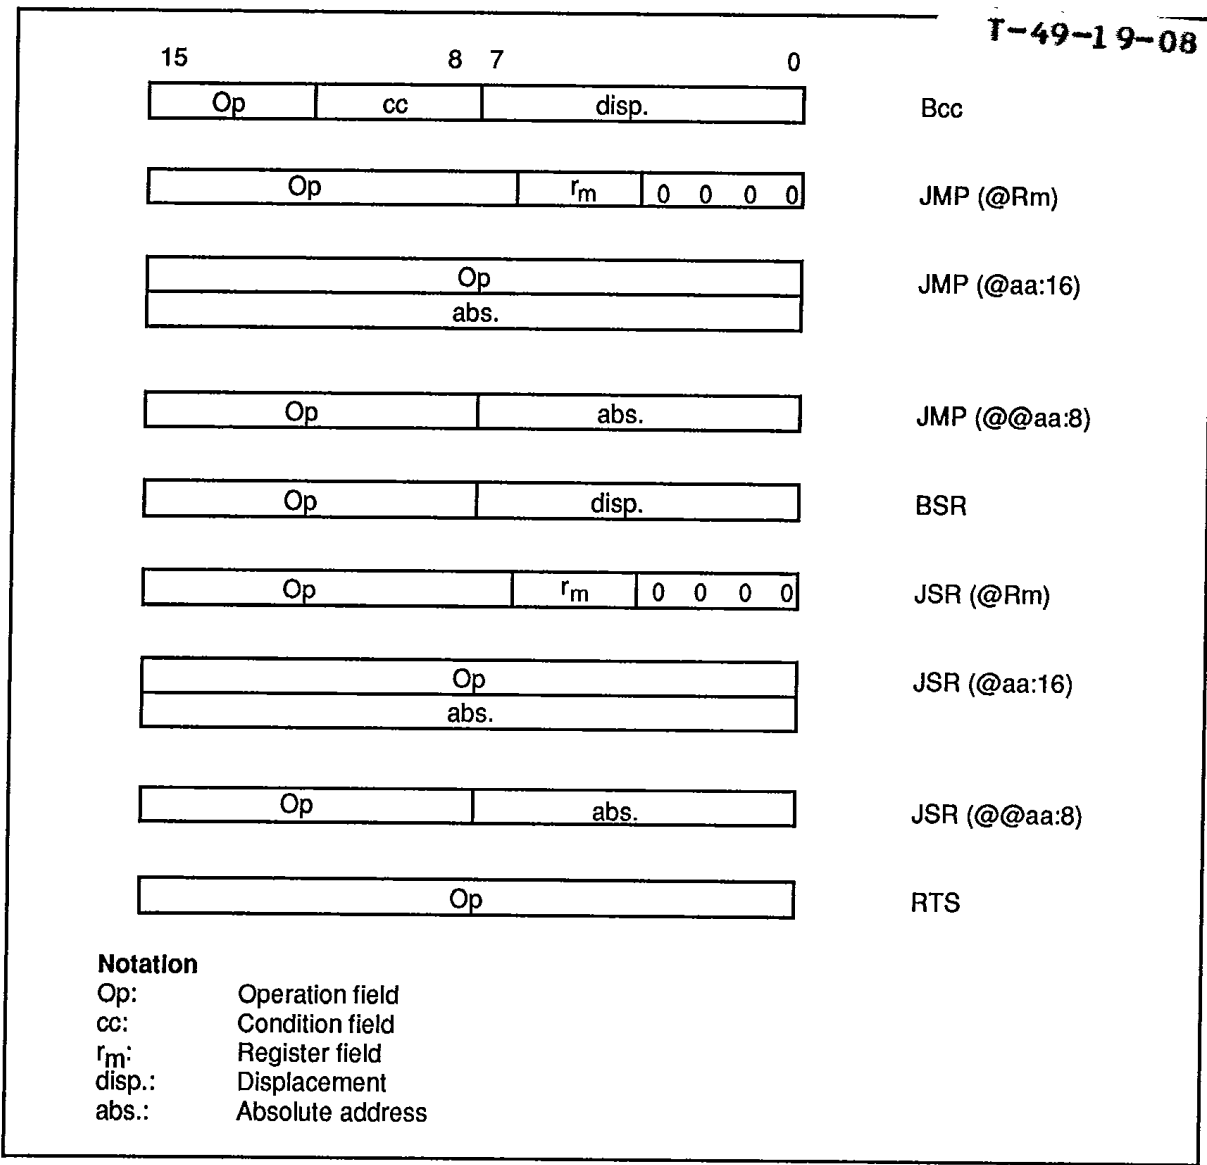 T-49-19-08
15 8 7 0
Op cc disp. Bcc
Op rm 0 0 0 0 JMP (@Rm)
Op
abs.
JMP (@aa:16)
Op abs. JMP (@@aa:8)
Op disp. BSR
Op rm 0 0 0 0 JSR (@Rm)
Op
abs.
JSR (@aa:16)
Op abs. JSR (@@aa:8)
Op RTS
Notation
Op: Operation field
cc: Condition field
rm: Register field
disp.: Displacement
abs.: Absolute address